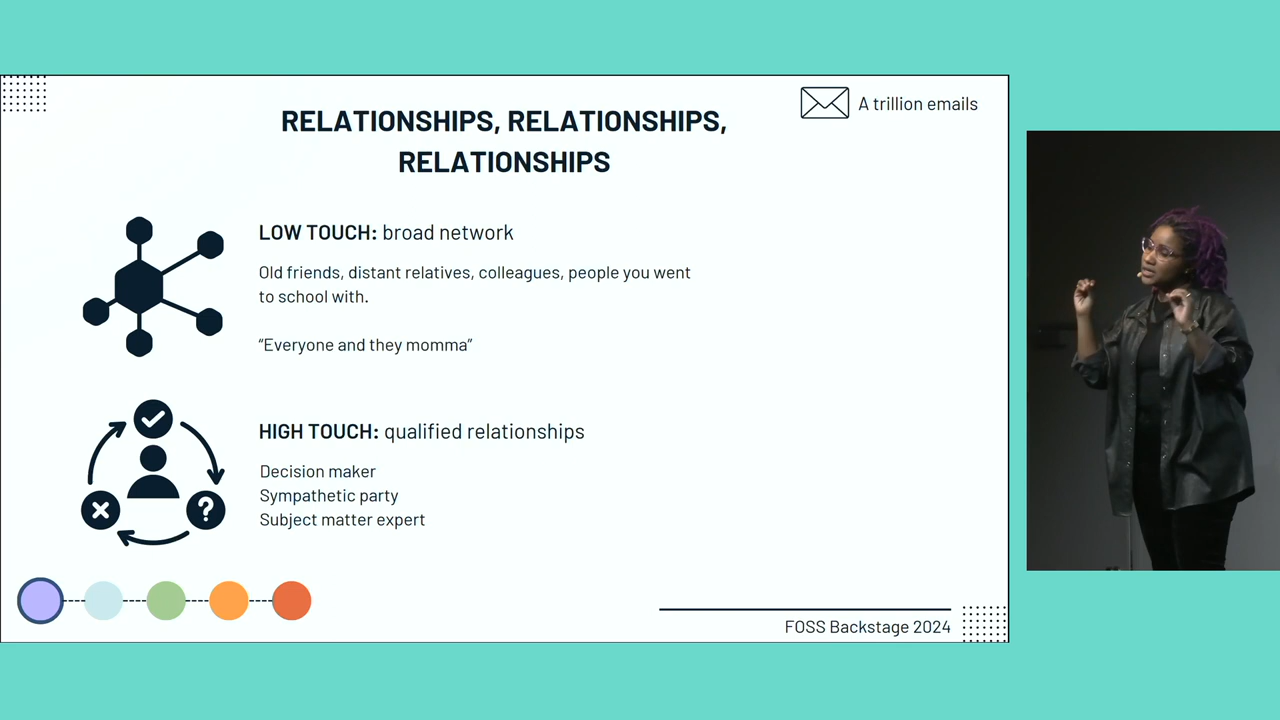 A trillion emails
RELATIONSHIPS, RELATIONSHIPS,
RELATIONSHIPS
LOW TOUCH: broad network
Old friends, distant relatives, colleagues, people you went
to school with.
“Everyone and they momma”
HIGH TOUCH: qualified relationships
Decision maker
Sympathetic party
Subject matter expert
FOSS Backstage 2024